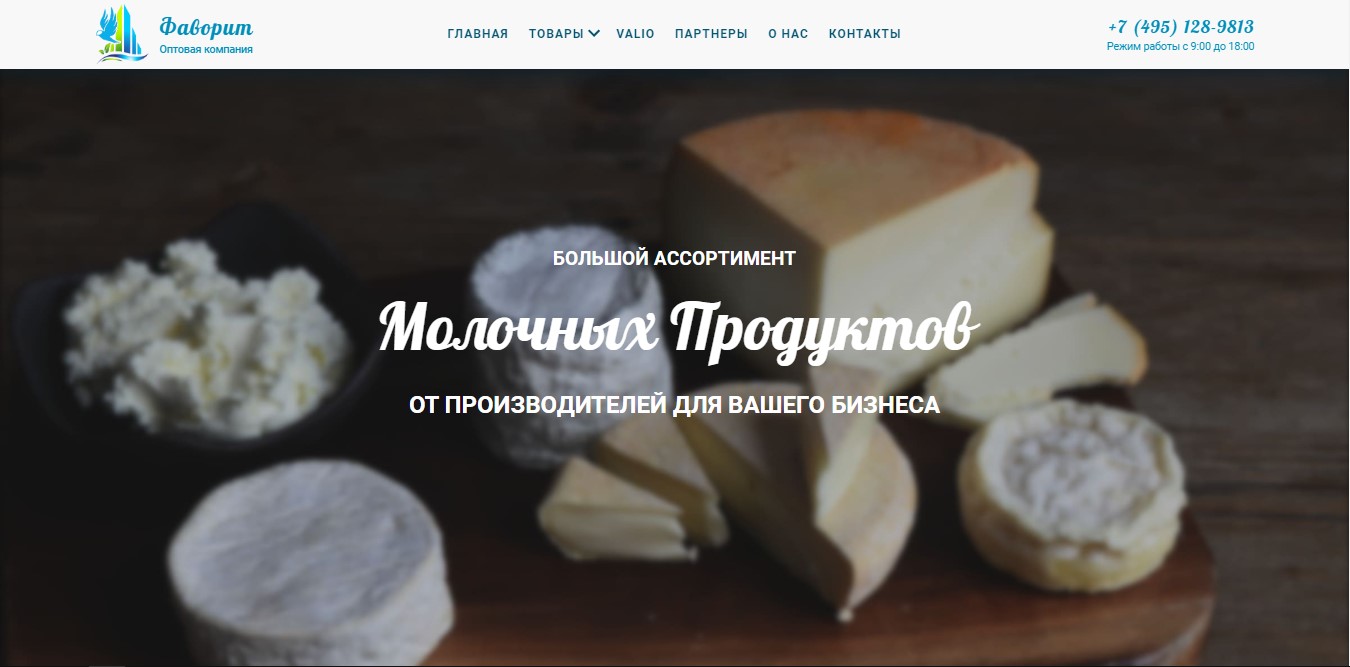 Фаворит
Оптовая компания
ГЛАВНАЯ ТОВАРЫ VALIO ПАРТНЕРЫ О НАС КОНТАКТЫ
+7 (495) 128-9813
Режим работы с 9:00 до 18:00
БОЛЬШОЙ АССОРТИМЕНТ
Молочных Продуктов
ОТ ПРОИЗВОДИТЕЛЕЙ ДЛЯ ВАШЕГО БИЗНЕСА